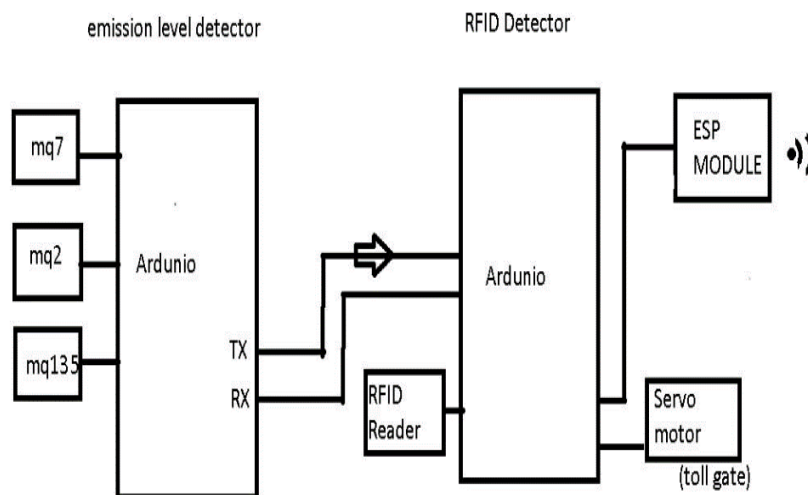 emission level detector
RFID Detector
mq7
mq2
mq135
Ardunio
TX
RX
Ardunio
RFID
Reader
ESP
MODULE
Servo
motor
(toll gate)